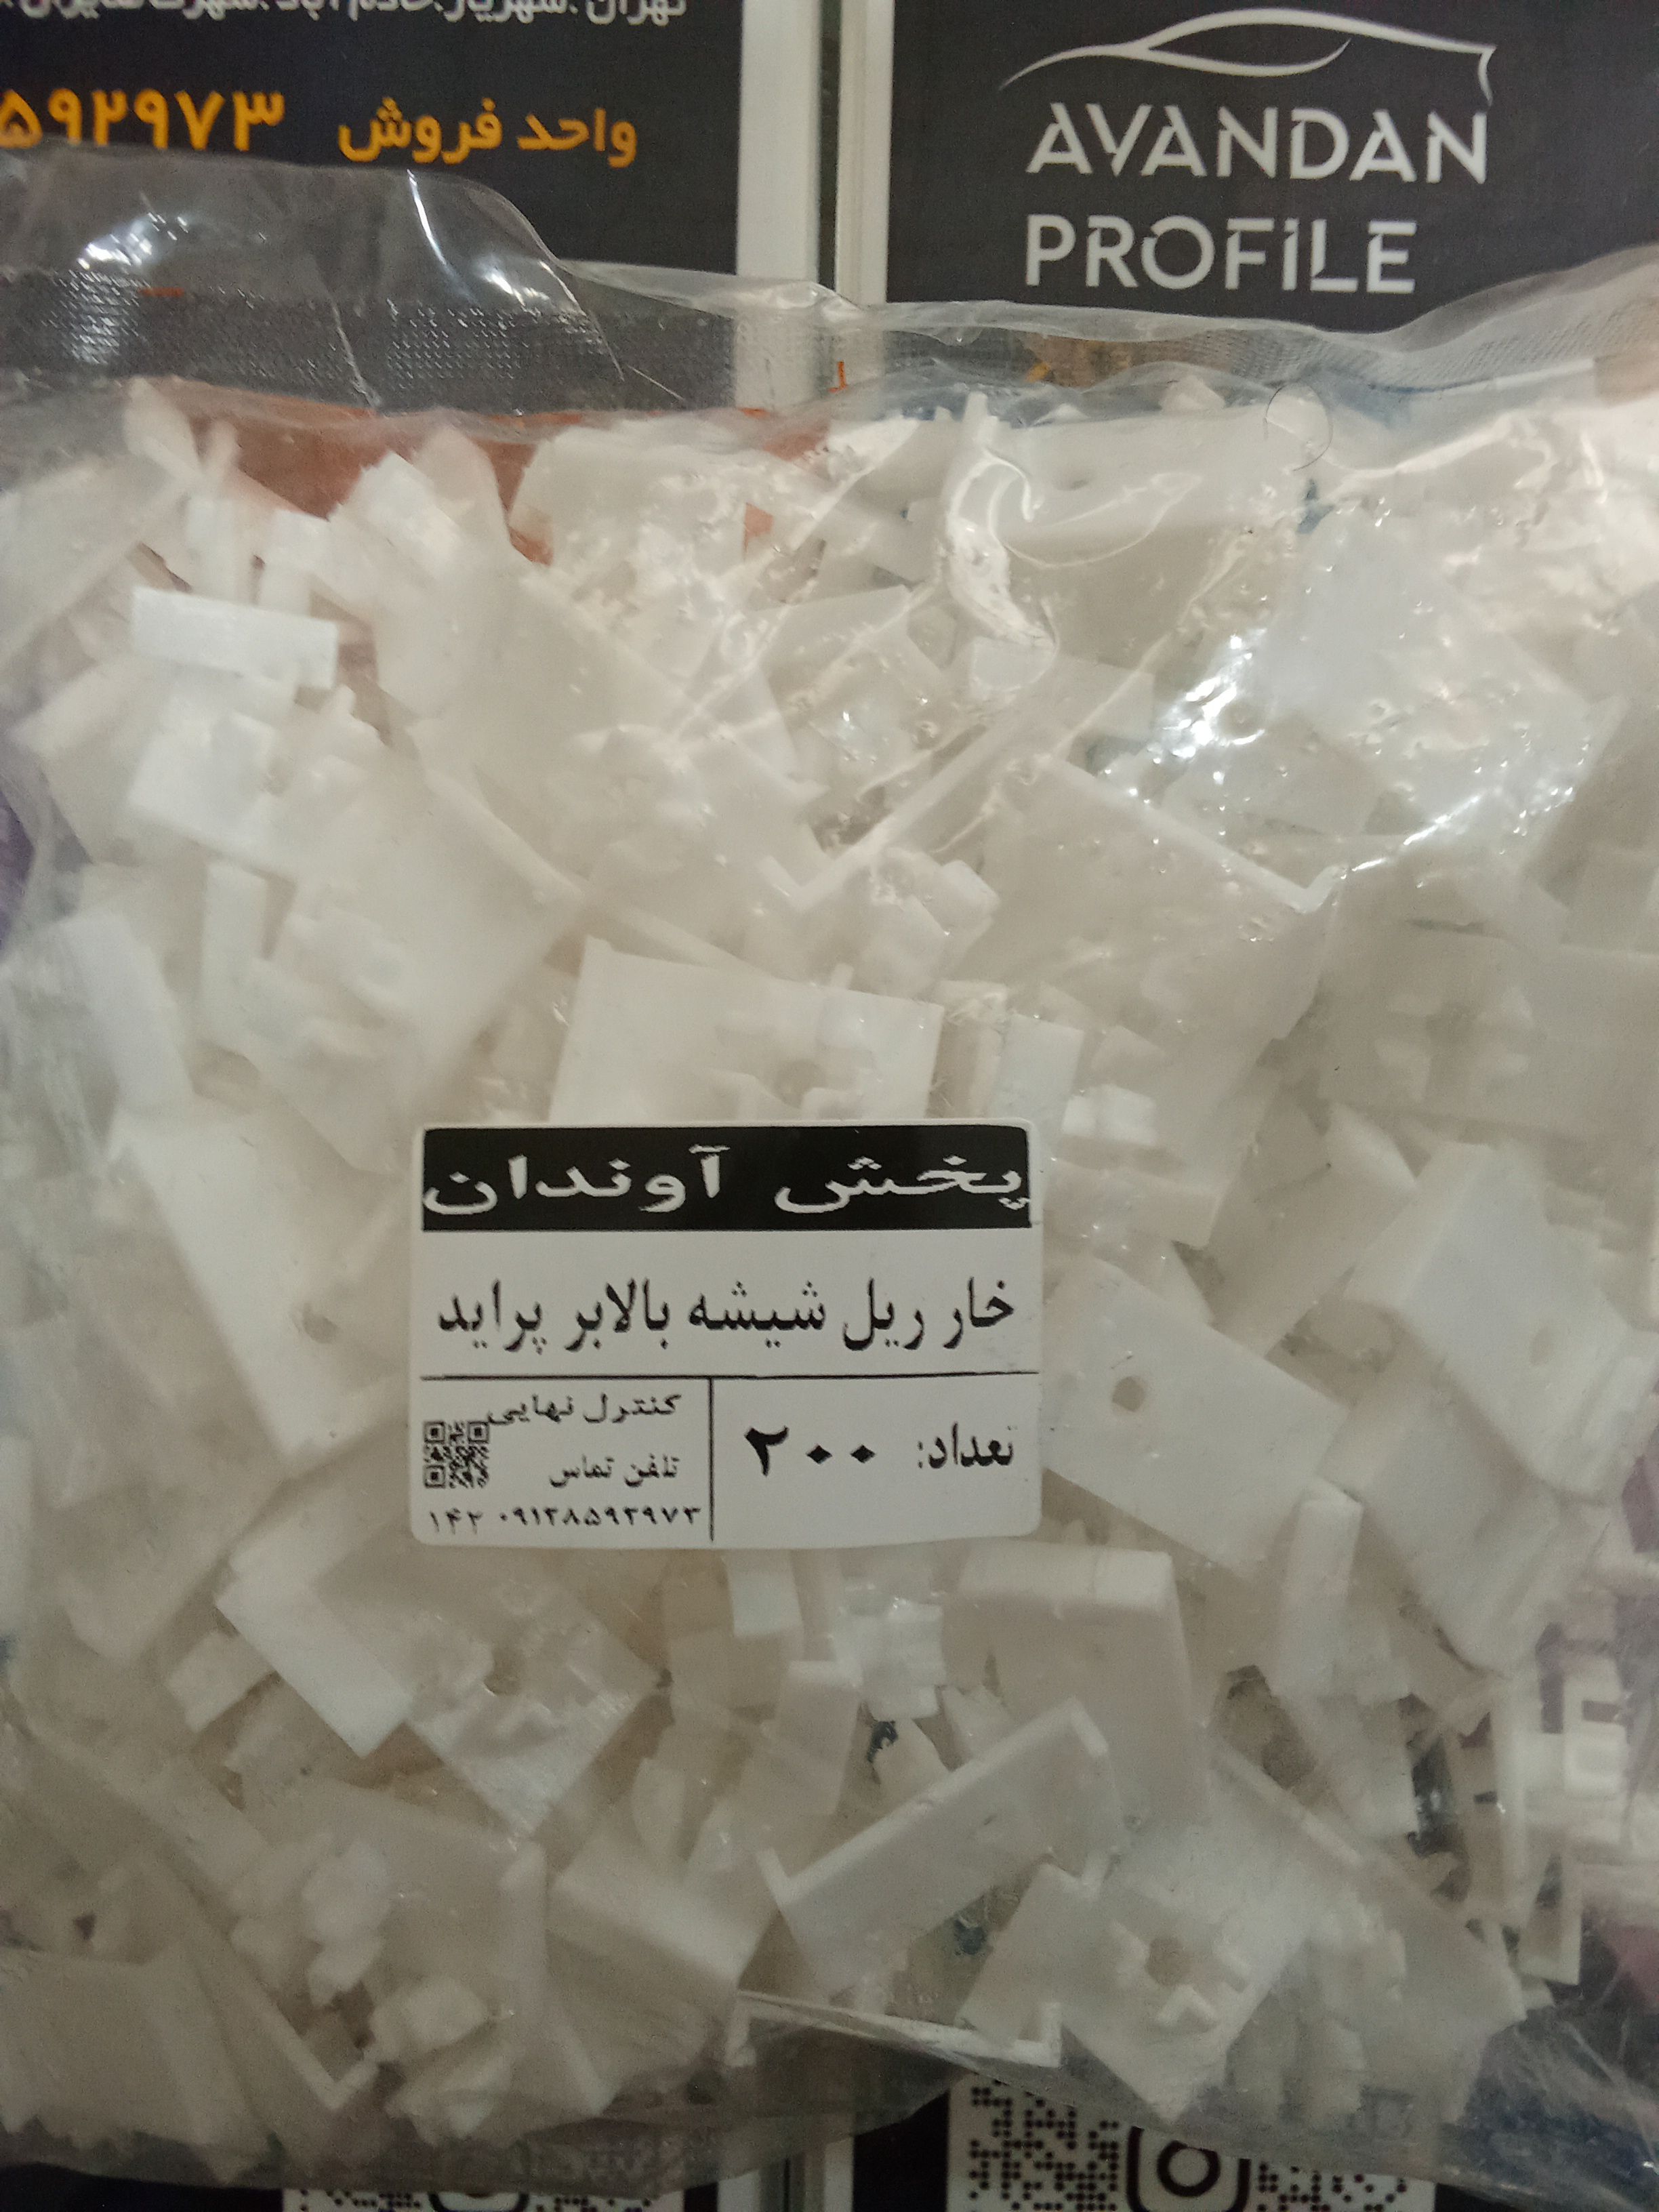 واحد فروش ۵۹۲۹۷۳
AVANDAN
PROFILE
پخش آوندان
خار ریل شیشه بالابر پراید
تعداد: ۲۰۰
کنترل نهایی
تلفن تماس
۰۹۱۲۸۵۹۲۹۷۳ ۱۴۲